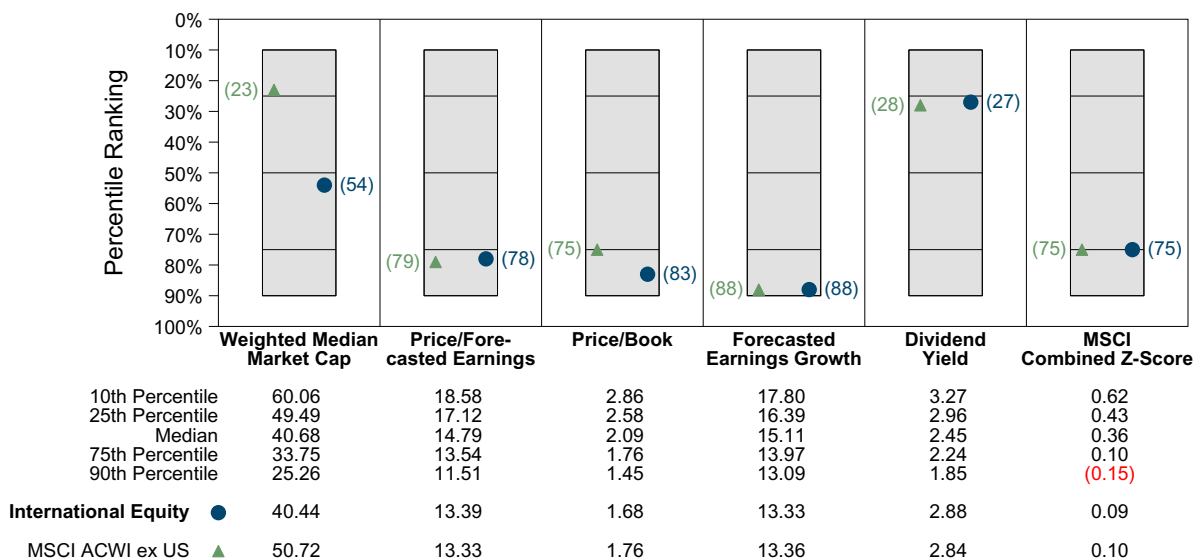 0%
10%
20%
30%
40%
50%
60%
70%
80%
90%
100%
Percentile Ranking
(23)
(54)
(79)
(78)
(75)
(83)
(88)
(88)
(28)
(27)
(75)
(75)
Weighted Median
Market Cap
Price/Fore-
casted Earnings
Price/Book
Forecasted
Earnings Growth
Dividend
Yield
MSCI
Combined Z-Score
10th Percentile 60.06 18.58 2.86 17.80 3.27 0.62
25th Percentile 49.49 17.12 2.58 16.39 2.96 0.43
Median 40.68 14.79 2.09 15.11 2.45 0.36
75th Percentile 33.75 13.54 1.76 13.97 2.24 0.10
90th Percentile 25.26 11.51 1.45 13.09 1.85 (0.15)
International Equity 40.44 13.39 1.68 13.33 2.88 0.09
MSCI ACWI ex US 50.72 13.33 1.76 13.36 2.84 0.10